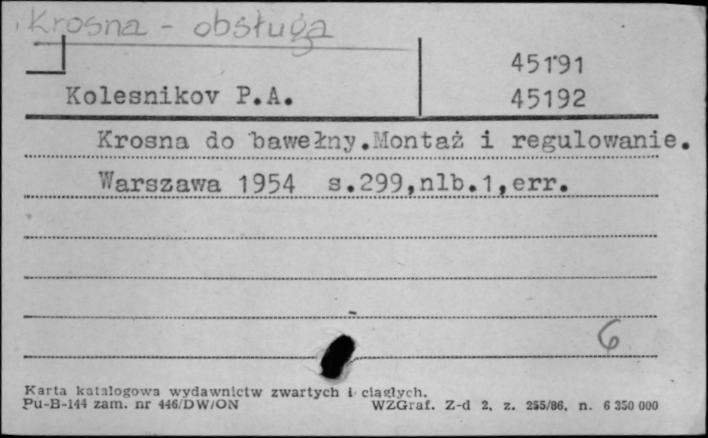 Krosna - obsługa
45191
Kolesnikov P.A. 45192
Krosna do bawełny.Montaż i regulowanie.
Warszawa 1954 s.299,nlb.1,err.
6
Karta katalogowa wydawnictw zwartych i ciągłych.
Pu-B-144 zam. nr 446/DW/ON WZGraf. Z-d 2, z. 255/86, n. 6 350 000